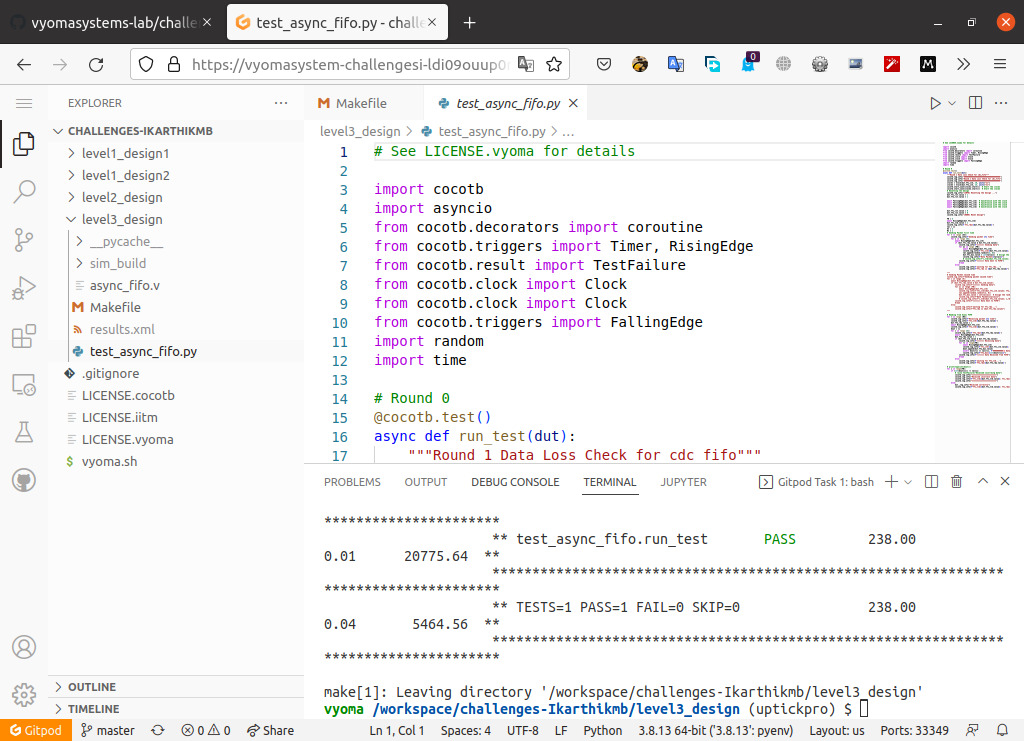 vyomasystems-lab/challe
test_async_fifo.py - challe
https://vyomasystem-challengesi-ldi09ouup0
0
M
EXPLORER
CHALLENGES-IKARTHIKMB
level1_design1
level1_design2
level2_design
level3_design
__pycache__
sim_build
async_fifo.v
M Makefile
results.xml
test_async_fifo.py
.gitignore
LICENSE.cocotb
LICENSE.iitm
LICENSE.vyoma
$ vyoma.sh
OUTLINE
TIMELINE
M Makefile
test_async_fifo.py
level3_design > test_async_fifo.py > ...
1 # See LICENSE.vyoma for details
2
3 import cocotb
4 import asyncio
5 from cocotb.decorators import coroutine
6 from cocotb.triggers import Timer, RisingEdge
7 from cocotb.result import TestFailure
8 from cocotb.clock import Clock
9 from cocotb.clock import Clock
10 from cocotb.triggers import FallingEdge
11 import random
12 import time
13
14 # Round 0
15 @cocotb.test()
16 async def run_test(dut):
17 """Round 1 Data Loss Check for cdc fifo"""
PROBLEMS OUTPUT DEBUG CONSOLE TERMINAL JUPYTER
Gitpod Task 1: bash
**********************
** test_async_fifo.run_test PASS 238.00
0.01 20775.64 **
****************************************************************
**********************
** TESTS=1 PASS=1 FAIL=0 SKIP=0 238.00
0.04 5464.56 **
****************************************************************
**********************
make[1]: Leaving directory '/workspace/challenges-Ikarthikmb/level3_design'
vyoma /workspace/challenges-Ikarthikmb/level3_design (uptickpro) $
Gitpod master 0 0 Share Ln 1, Col 1 Spaces: 4 UTF-8 LF Python 3.8.13 64-bit ('3.8.13': pyenv) Layout: us Ports: 33349